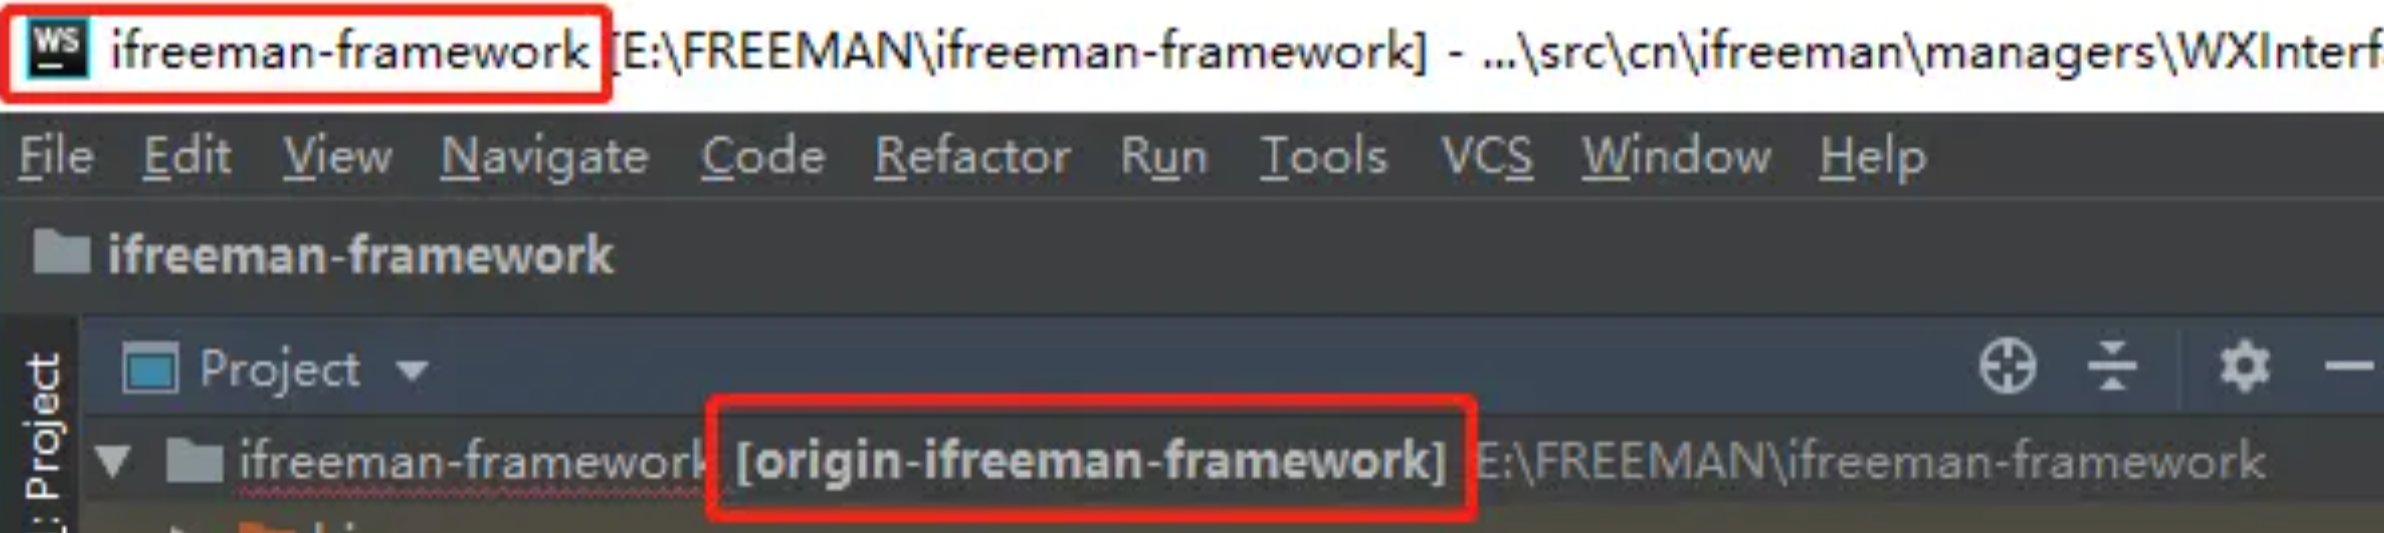 WS ifreeman-framework [E:\FREEMAN\ifreeman-framework] - ...\src\cn\ifreeman\managers\WXInterf
File Edit View Navigate Code Refactor Run Tools VCS Window Help
ifreeman-framework
Project
Project
ifreeman-framework [origin-ifreeman-framework] E:\FREEMAN\ifreeman-framework